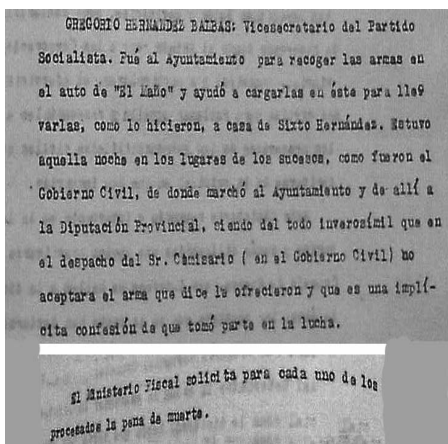 GREGORIO HERNANDEZ BALBAS: Vicesecretario del Partido
Socialista. Fué al Ayuntamiento para recoger las armas en
el auto de "El Maño" y ayudó a cargarlas en éste para lle9
varlas, como lo hicieron, a casa de Sixto Hernández. Estuvo
aquella noche en los lugares de los sucesos, como fueron el
Gobierno Civil, de donde marchó al Ayuntamiento y de allí a
la Diputación Provincial, siendo del todo inverosímil que en
el despacho del Sr. Comisario ( en el Gobierno Civil) no
aceptara el arma que dice le ofrecieron y que es una implí-
cita confesión de que tomó parte en la lucha.
El Ministerio Fiscal solicita para cada uno de los
procesados la pena de muerte.